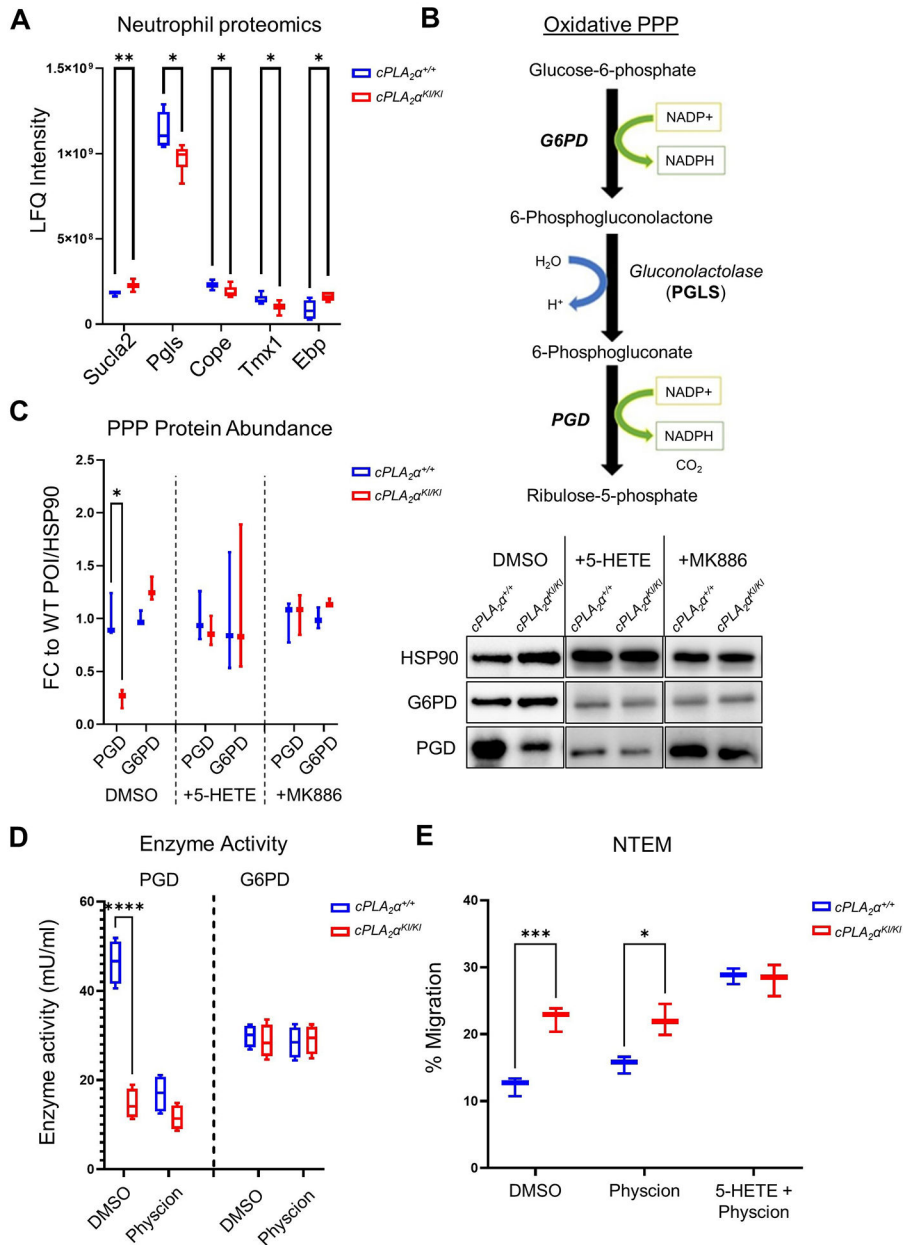 A
Neutrophil proteomics
LFQ Intensity
1.5×10⁹
1×10⁹
5×10⁸
0
** * * * *
cPLA₂α⁺/⁺
cPLA₂αᴷᴵ/ᴷᴵ
Sucla2 Pgls Cope Tmx1 Ebp
B
Oxidative PPP
Glucose-6-phosphate
G6PD
NADP+
NADPH
6-Phosphogluconolactone
H₂O
H⁺
Gluconolactolase
(PGLS)
6-Phosphogluconate
PGD
NADP+
NADPH
CO₂
Ribulose-5-phosphate
C
PPP Protein Abundance
FC to WT POI/HSP90
2.5
2.0
1.5
1.0
0.5
0.0
*
cPLA₂α⁺/⁺
cPLA₂αᴷᴵ/ᴷᴵ
PGD G6PD PGD G6PD PGD G6PD
DMSO +5-HETE +MK886
DMSO +5-HETE +MK886
cPLA₂α⁺/⁺ cPLA₂αᴷᴵ/ᴷᴵ cPLA₂α⁺/⁺ cPLA₂αᴷᴵ/ᴷᴵ cPLA₂α⁺/⁺ cPLA₂αᴷᴵ/ᴷᴵ
HSP90
G6PD
PGD
D
Enzyme Activity
PGD G6PD
Enzyme activity (mU/ml)
60
40
20
0
****
cPLA₂α⁺/⁺
cPLA₂αᴷᴵ/ᴷᴵ
DMSO Physcion DMSO Physcion
E
NTEM
% Migration
40
30
20
10
0
*** *
cPLA₂α⁺/⁺
cPLA₂αᴷᴵ/ᴷᴵ
DMSO Physcion 5-HETE +
Physcion